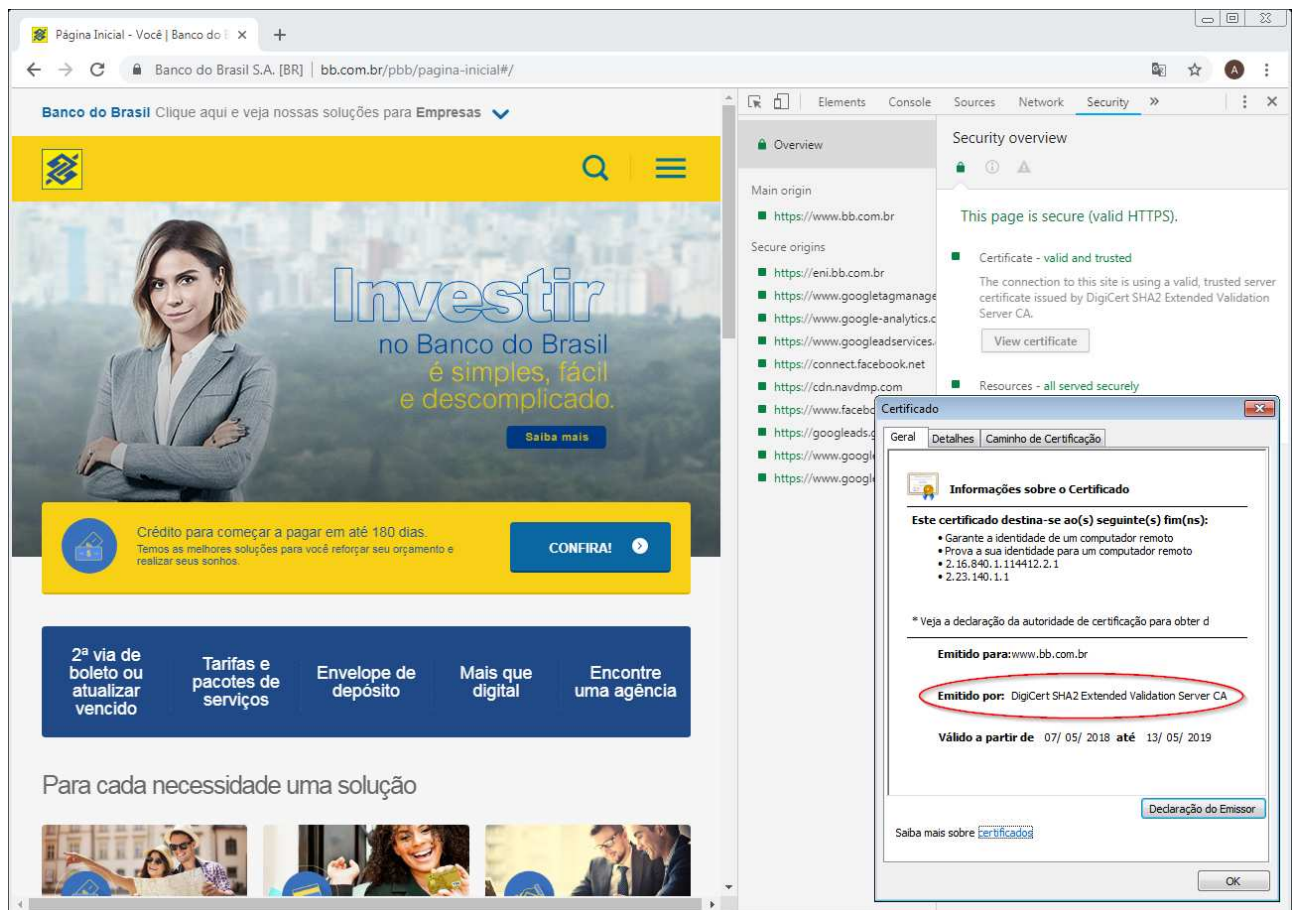 Página Inicial - Você | Banco do
Banco do Brasil S.A. [BR] | bb.com.br/pbb/pagina-inicial#/
A
Banco do Brasil Clique aqui e veja nossas soluções para Empresas
Investir
no Banco do Brasil
é simples, fácil
e descomplicado.
Saiba mais
Crédito para começar a pagar em até 180 dias.
Temos as melhores soluções para você reforçar seu orçamento e
realizar seus sonhos.
CONFIRA!
2ª via de
boleto ou
atualizar
vencido
Tarifas e
pacotes de
serviços
Envelope de
depósito
Mais que
digital
Encontre
uma agência
Para cada necessidade uma solução
Elements Console Sources Network Security »
Overview
Main origin
https://www.bb.com.br
Secure origins
https://eni.bb.com.br
https://www.googletagmanage
https://www.google-analytics.c
https://www.googleadservices.
https://connect.facebook.net
https://cdn.navdmp.com
https://www.facebo
https://googleads.g
https://www.googl
https://www.googl
Security overview
This page is secure (valid HTTPS).
Certificate - valid and trusted
The connection to this site is using a valid, trusted server
certificate issued by DigiCert SHA2 Extended Validation
Server CA.
View certificate
Resources - all served securely
Certificado
Geral Detalhes Caminho de Certificação
Informações sobre o Certificado
Este certificado destina-se ao(s) seguinte(s) fim(ns):
• Garante a identidade de um computador remoto
• Prova a sua identidade para um computador remoto
• 2.16.840.1.114412.2.1
• 2.23.140.1.1
* Veja a declaração da autoridade de certificação para obter d
Emitido para: www.bb.com.br
Emitido por: DigiCert SHA2 Extended Validation Server CA
Válido a partir de 07/ 05/ 2018 até 13/ 05/ 2019
Declaração do Emissor
Saiba mais sobre certificados
OK